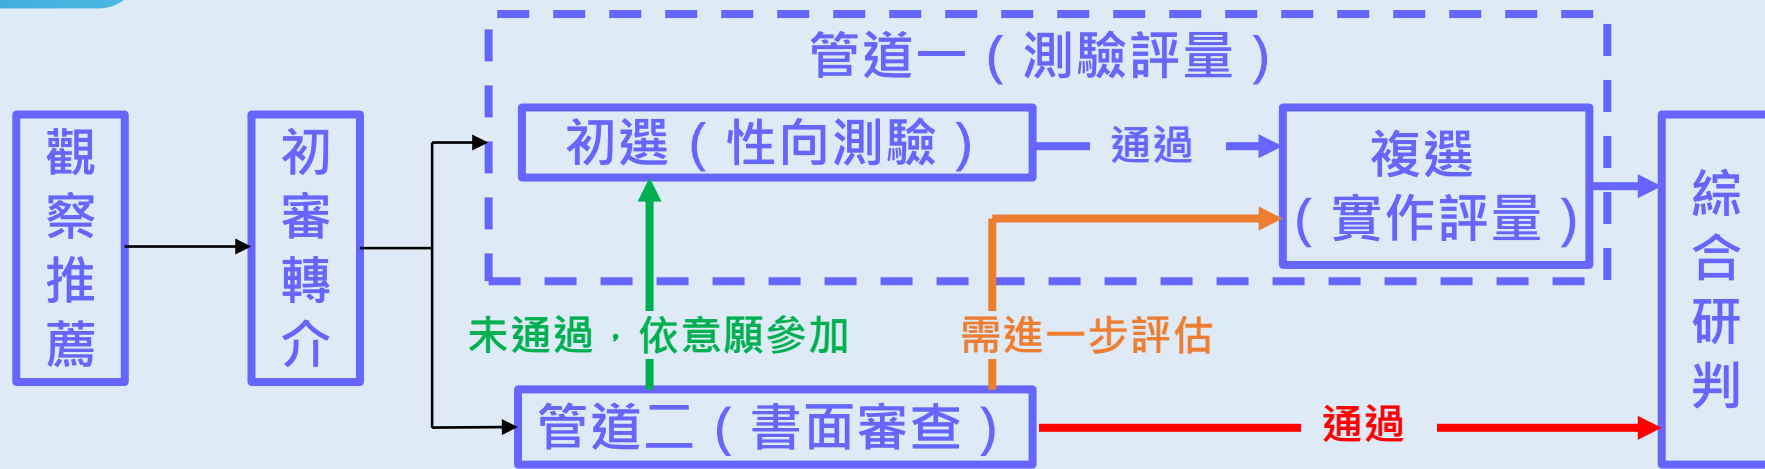 觀察推薦
初審轉介
管道一（測驗評量）
初選（性向測驗）
通過
複選
（實作評量）
未通過，依意願參加
需進一步評估
管道二（書面審查）
通過
綜合研判